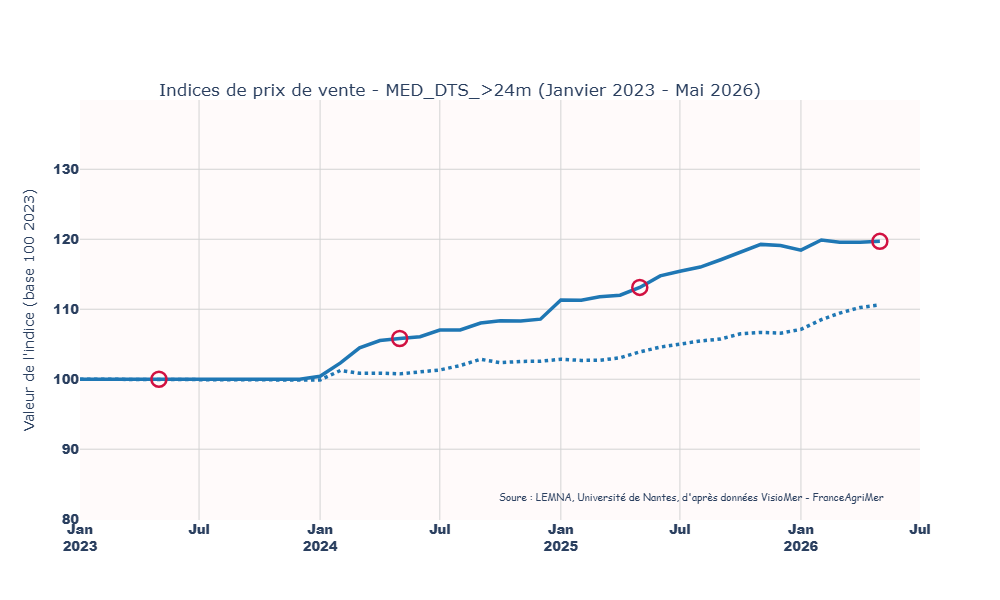 Indices de prix de vente - MED_DTS_>24m (Janvier 2023 - Mai 2026)
Valeur de l'indice (base 100 2023)
130
120
110
100
90
80
Soure : LEMNA, Université de Nantes, d'après données VisioMer - FranceAgriMer
Jan
2023
Jul
Jan
2024
Jul
Jan
2025
Jul
Jan
2026
Jul